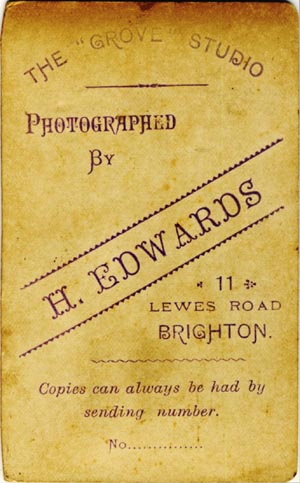 THE "GROVE" STUDIO
PHOTOGRAPHED
BY
H. EDWARDS
11
LEWES ROAD
BRIGHTON.
Copies can always be had by
sending number.
No..............